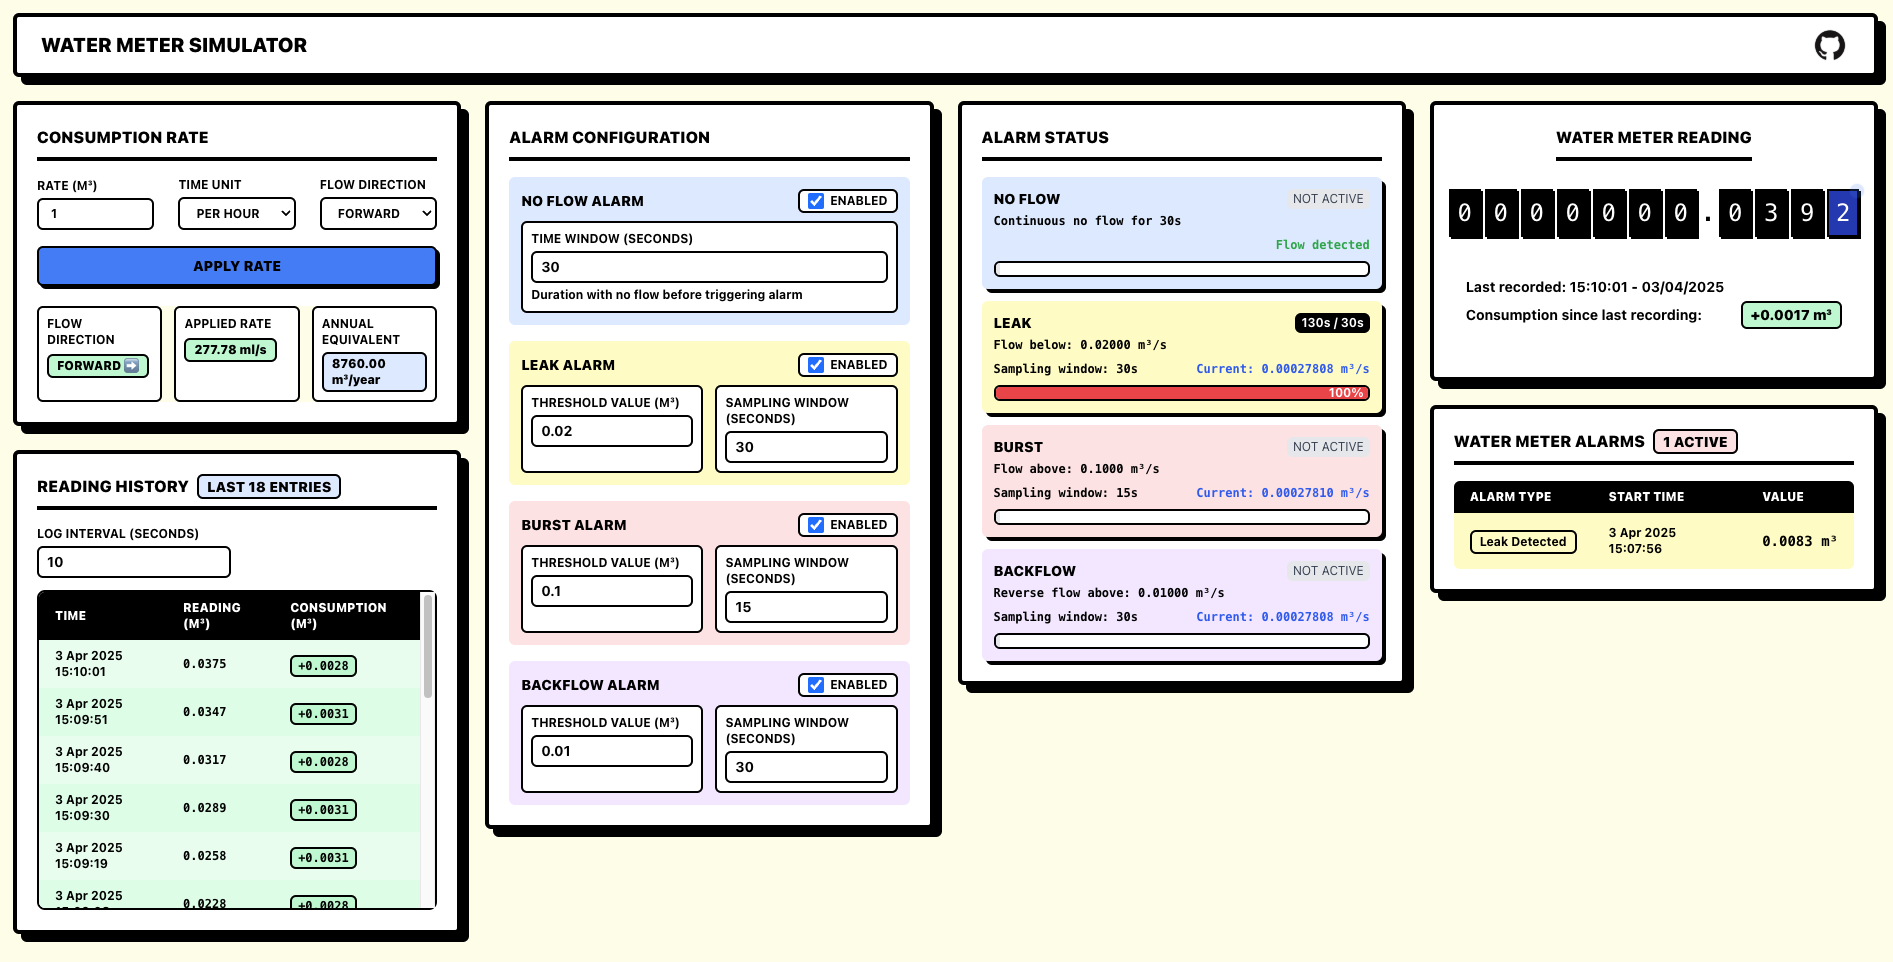 WATER METER SIMULATOR
CONSUMPTION RATE
RATE (M³)
TIME UNIT
FLOW DIRECTION
1
PER HOUR
FORWARD
APPLY RATE
FLOW
DIRECTION
FORWARD ➡
APPLIED RATE
277.78 ml/s
ANNUAL
EQUIVALENT
8760.00
m³/year
READING HISTORY
LAST 18 ENTRIES
LOG INTERVAL (SECONDS)
10
TIME
READING
(M³)
CONSUMPTION
(M³)
3 Apr 2025
15:10:01
0.0375
+0.0028
3 Apr 2025
15:09:51
0.0347
+0.0031
3 Apr 2025
15:09:40
0.0317
+0.0028
3 Apr 2025
15:09:30
0.0289
+0.0031
3 Apr 2025
15:09:19
0.0258
+0.0031
3 Apr 2025
0.0228
+0.0028
ALARM CONFIGURATION
NO FLOW ALARM
ENABLED
TIME WINDOW (SECONDS)
30
Duration with no flow before triggering alarm
LEAK ALARM
ENABLED
THRESHOLD VALUE (M³)
0.02
SAMPLING WINDOW
(SECONDS)
30
BURST ALARM
ENABLED
THRESHOLD VALUE (M³)
0.1
SAMPLING WINDOW
(SECONDS)
15
BACKFLOW ALARM
ENABLED
THRESHOLD VALUE (M³)
0.01
SAMPLING WINDOW
(SECONDS)
30
ALARM STATUS
NO FLOW
NOT ACTIVE
Continuous no flow for 30s
Flow detected
LEAK
130s / 30s
Flow below: 0.02000 m³/s
Sampling window: 30s
Current: 0.00027808 m³/s
100%
BURST
NOT ACTIVE
Flow above: 0.1000 m³/s
Sampling window: 15s
Current: 0.00027810 m³/s
BACKFLOW
NOT ACTIVE
Reverse flow above: 0.01000 m³/s
Sampling window: 30s
Current: 0.00027808 m³/s
WATER METER READING
0 0 0 0 0 0 0 . 0 3 9 2
Last recorded: 15:10:01 - 03/04/2025
Consumption since last recording:
+0.0017 m³
WATER METER ALARMS
1 ACTIVE
ALARM TYPE
START TIME
VALUE
Leak Detected
3 Apr 2025
15:07:56
0.0083 m³